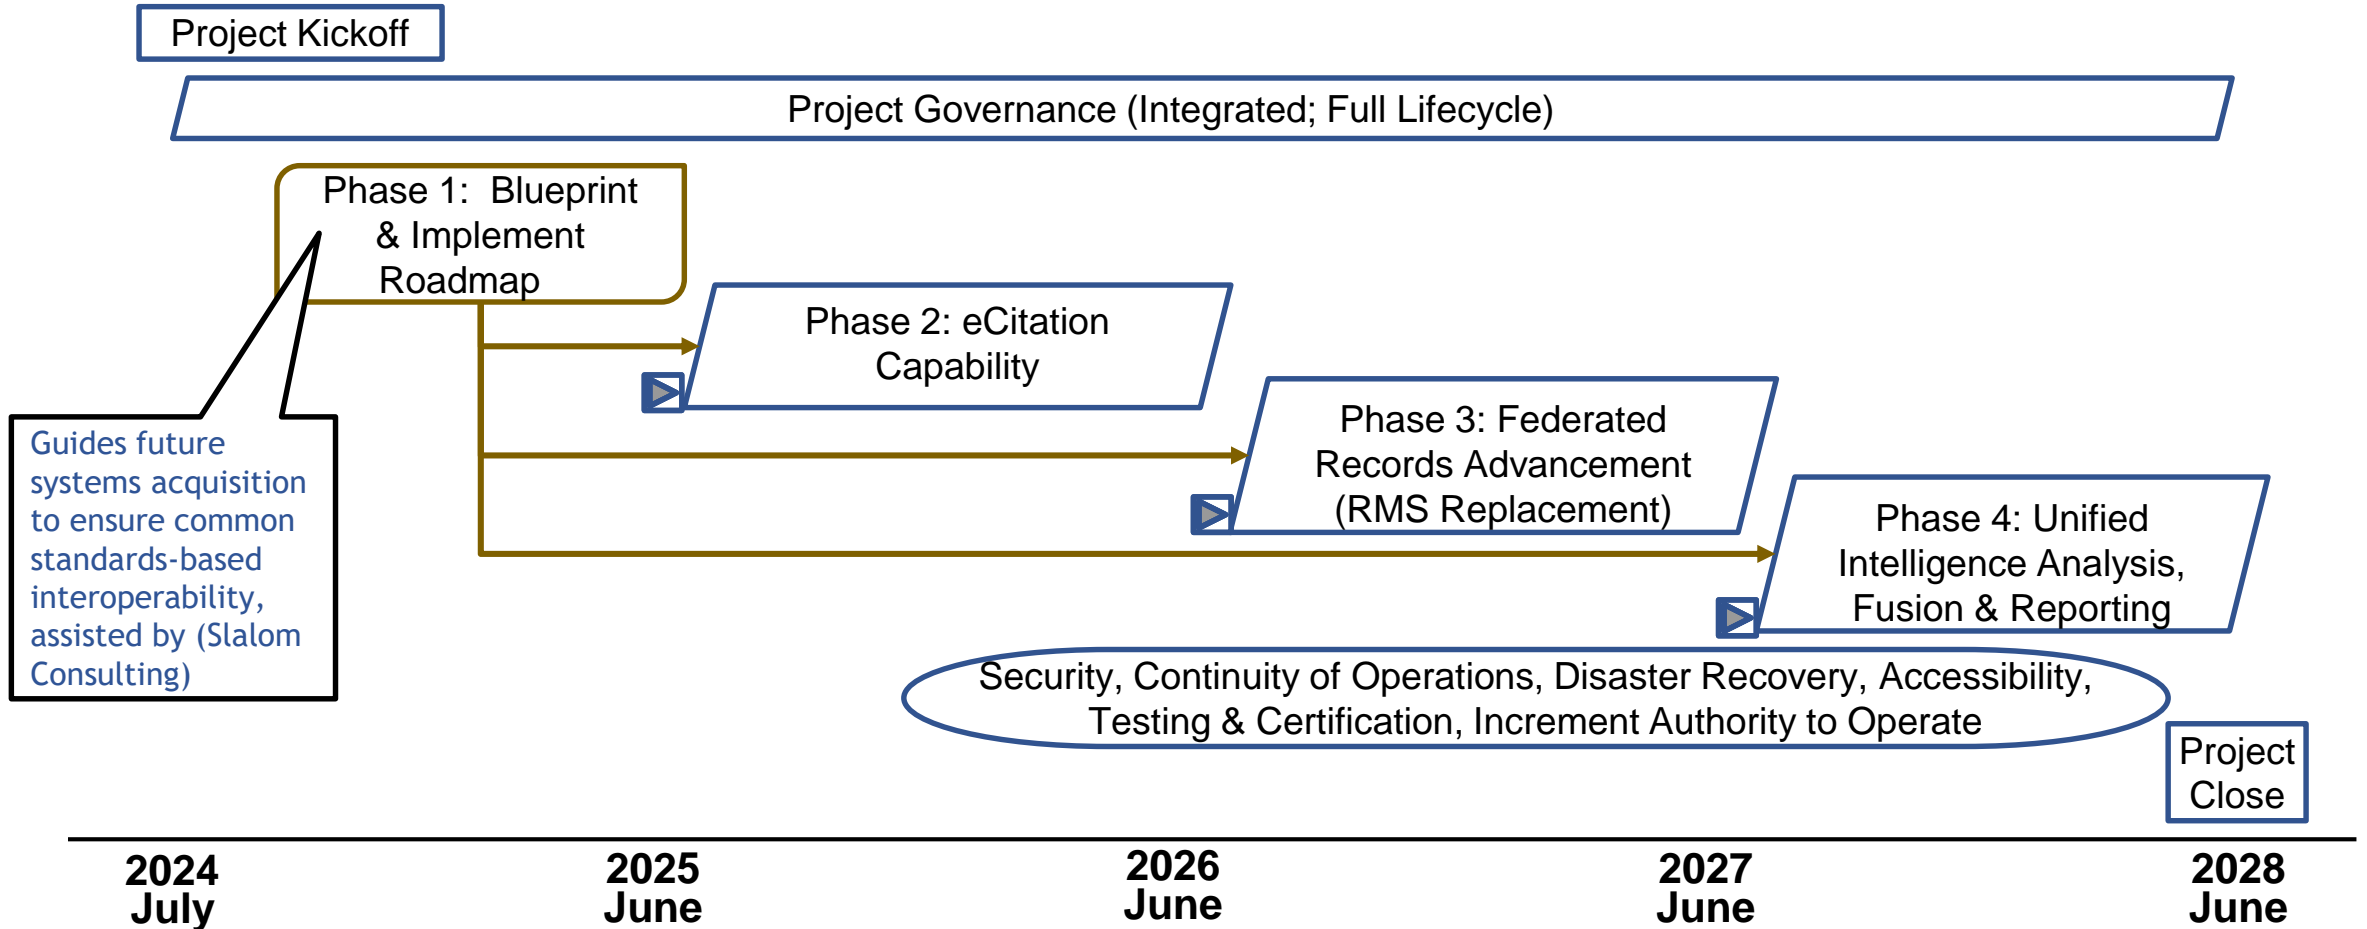 Project Kickoff
Project Governance (Integrated; Full Lifecycle)
Phase 1:  Blueprint
& Implement
Roadmap
Phase 2: eCitation
Capability
Phase 3: Federated
Records Advancement
(RMS Replacement)
Guides future
systems acquisition
to ensure common
standards-based
interoperability,
assisted by (Slalom
Consulting)
Phase 4: Unified
Intelligence Analysis,
Fusion & Reporting
Security, Continuity of Operations, Disaster Recovery, Accessibility,
Testing & Certification, Increment Authority to Operate
Project
Close
2024
July
2025
June
2026
June
2027
June
2028
June